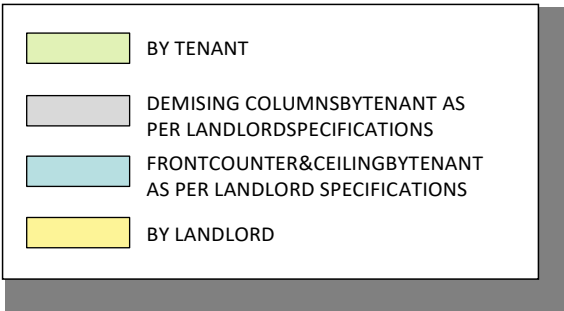 BY TENANT
DEMISING COLUMNSBYTENANT AS
PER LANDLORDSPECIFICATIONS
FRONTCOUNTER&CEILINGBYTENANT
AS PER LANDLORD SPECIFICATIONS
BY LANDLORD